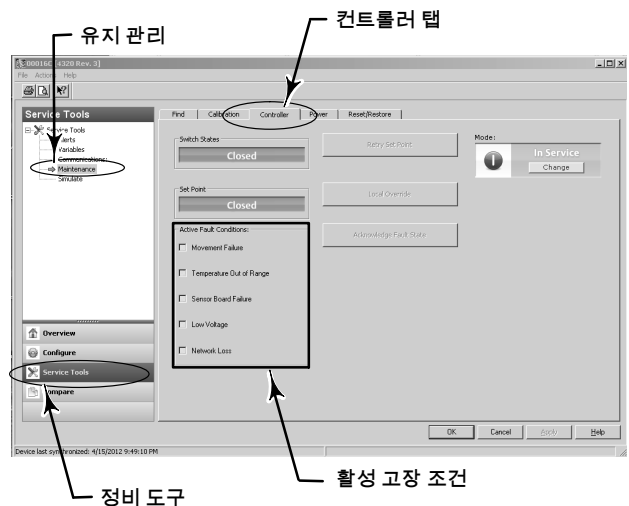 컨트롤러 탭
유지 관리
[4320 Rev. 3]
File Actions Help
Service Tools
Find Calibration Controller Power Reset/Restore
Service Tools
Alerts
Variables
Communications
Maintenance
Simulate
Switch States
Closed
Retry Set Point
Mode:
In Service
Change
Set Point
Closed
Local Override
Active Fault Conditions:
Acknowledge Fault State
Movement Failure
Temperature Out of Range
Sensor Board Failure
Low Voltage
Network Loss
Overview
Configure
Service Tools
Compare
OK Cancel Apply Help
Device last synchronized: 4/15/2012 9:49:10 PM
활성 고장 조건
정비 도구